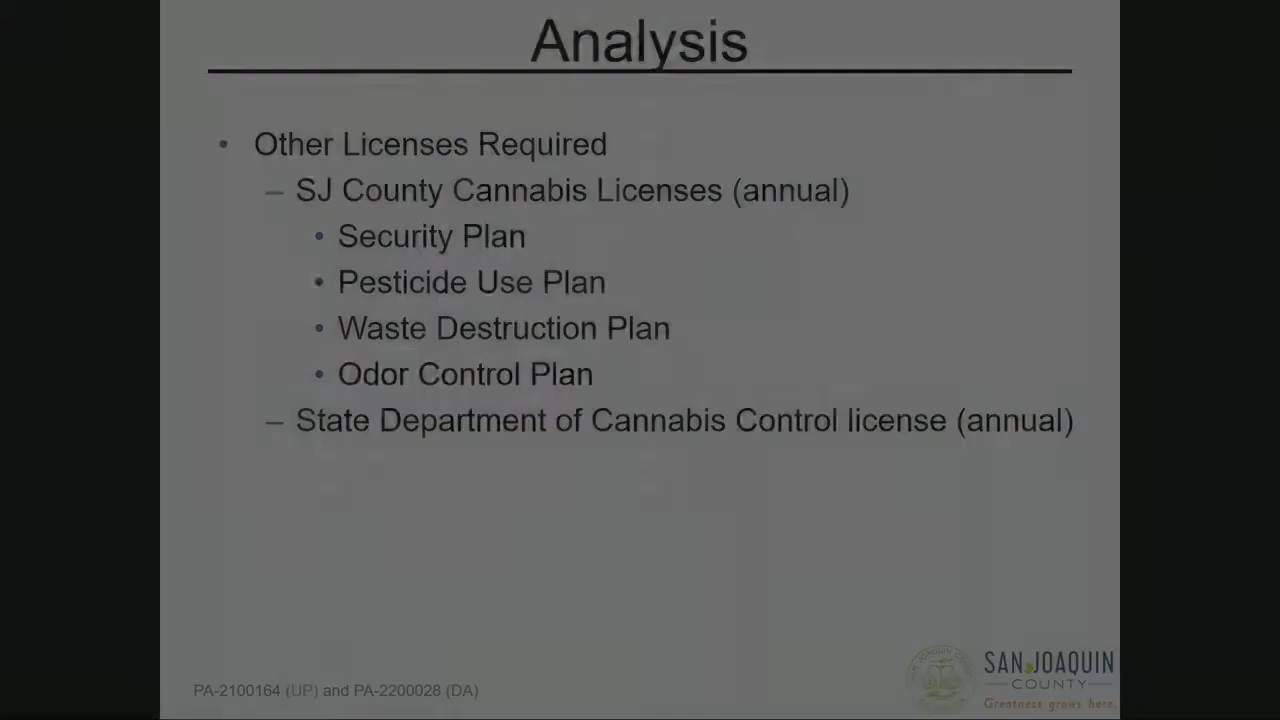 Analysis
• Other Licenses Required
– SJ County Cannabis Licenses (annual)
• Security Plan
• Pesticide Use Plan
• Waste Destruction Plan
• Odor Control Plan
– State Department of Cannabis Control license (annual)
PA-2100164 (UP) and PA-2200028 (DA)
SAN JOAQUIN
COUNTY
Greatness grows here.